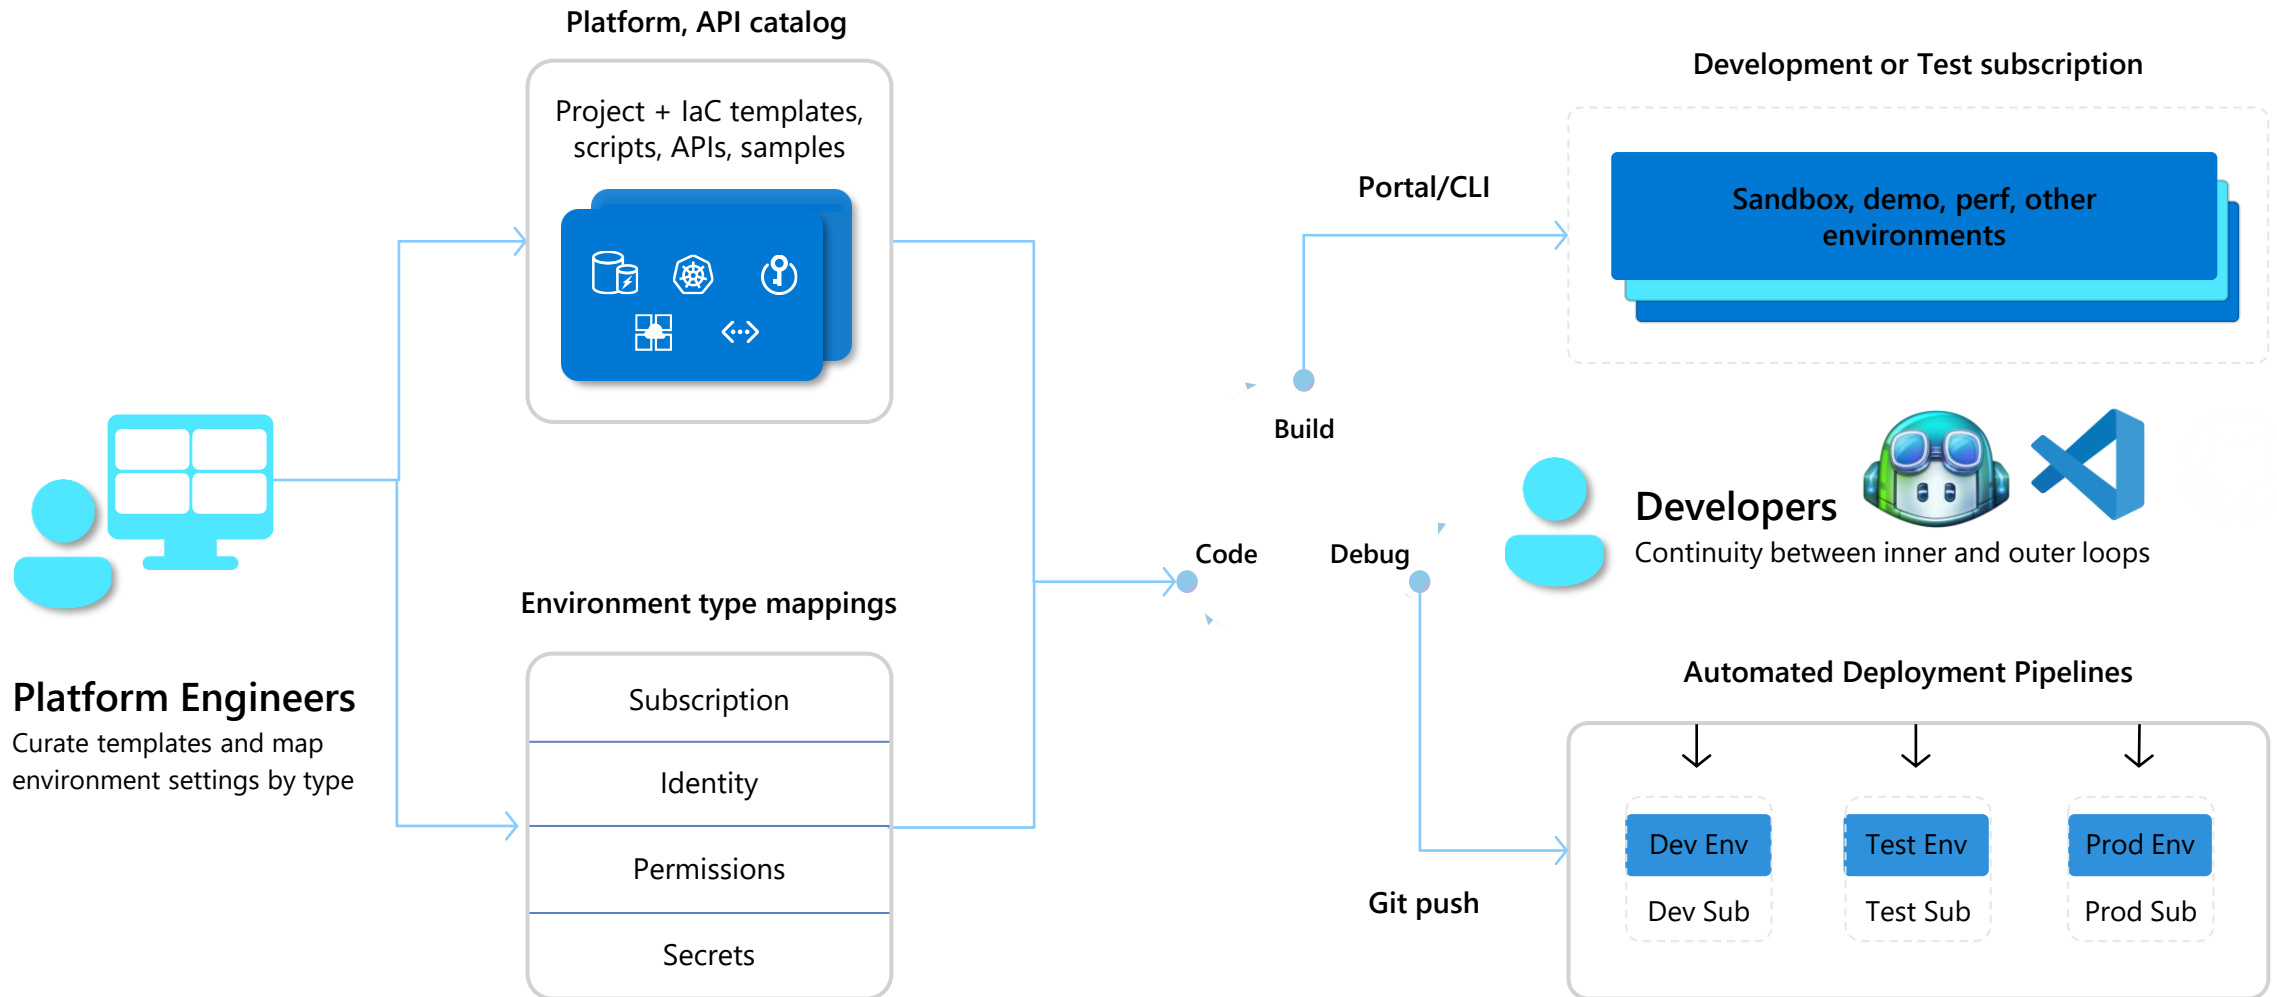 Platform, API catalog
Project + IaC templates,
scripts, APIs, samples
Platform Engineers
Curate templates and map
environment settings by type
Environment type mappings
Subscription
Identity
Permissions
Secrets
Build
Code
Debug
Portal/CLI
Git push
Development or Test subscription
Sandbox, demo, perf, other
environments
Developers
Continuity between inner and outer loops
Automated Deployment Pipelines
Dev Env
Test Env
Prod Env
Dev Sub
Test Sub
Prod Sub